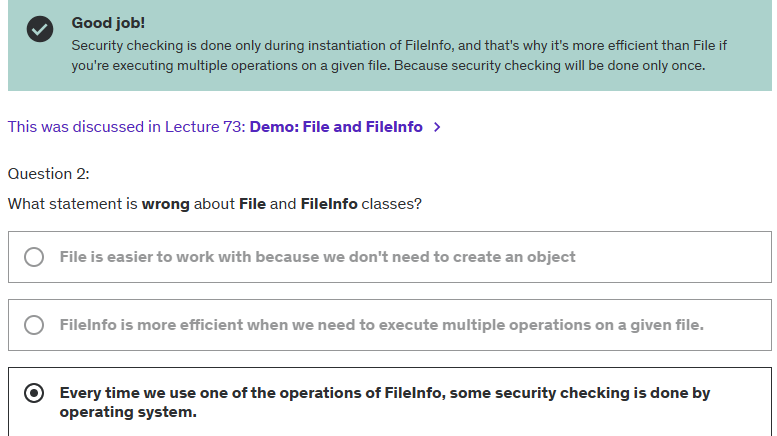 Good job!
Security checking is done only during instantiation of FileInfo, and that's why it's more efficient than File if
you're executing multiple operations on a given file. Because security checking will be done only once.
This was discussed in Lecture 73: Demo: File and FileInfo >
Question 2:
What statement is wrong about File and FileInfo classes?
File is easier to work with because we don't need to create an object
FileInfo is more efficient when we need to execute multiple operations on a given file.
Every time we use one of the operations of FileInfo, some security checking is done by
operating system.